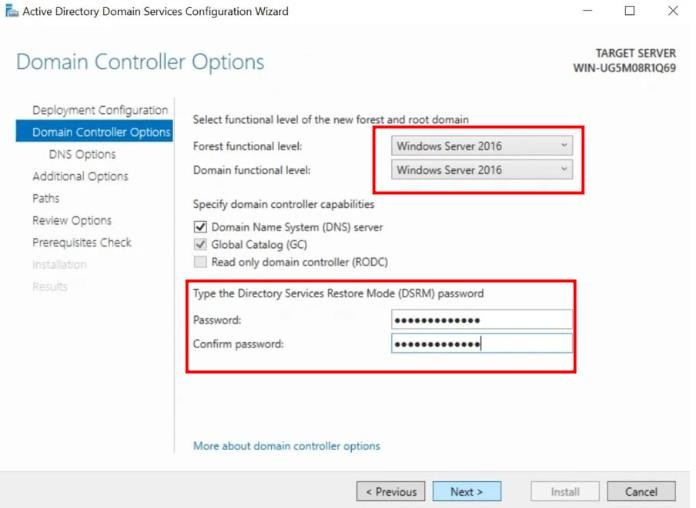 Active Directory Domain Services Configuration Wizard
Domain Controller Options
TARGET SERVER
WIN-UG5M08R1Q69
Deployment Configuration
Domain Controller Options
DNS Options
Additional Options
Paths
Review Options
Prerequisites Check
Installation
Results
Select functional level of the new forest and root domain
Forest functional level: Windows Server 2016
Domain functional level: Windows Server 2016
Specify domain controller capabilities
Domain Name System (DNS) server
Global Catalog (GC)
Read only domain controller (RODC)
Type the Directory Services Restore Mode (DSRM) password
Password: •••••••••••••
Confirm password: •••••••••••••
More about domain controller options
< Previous Next > Install Cancel